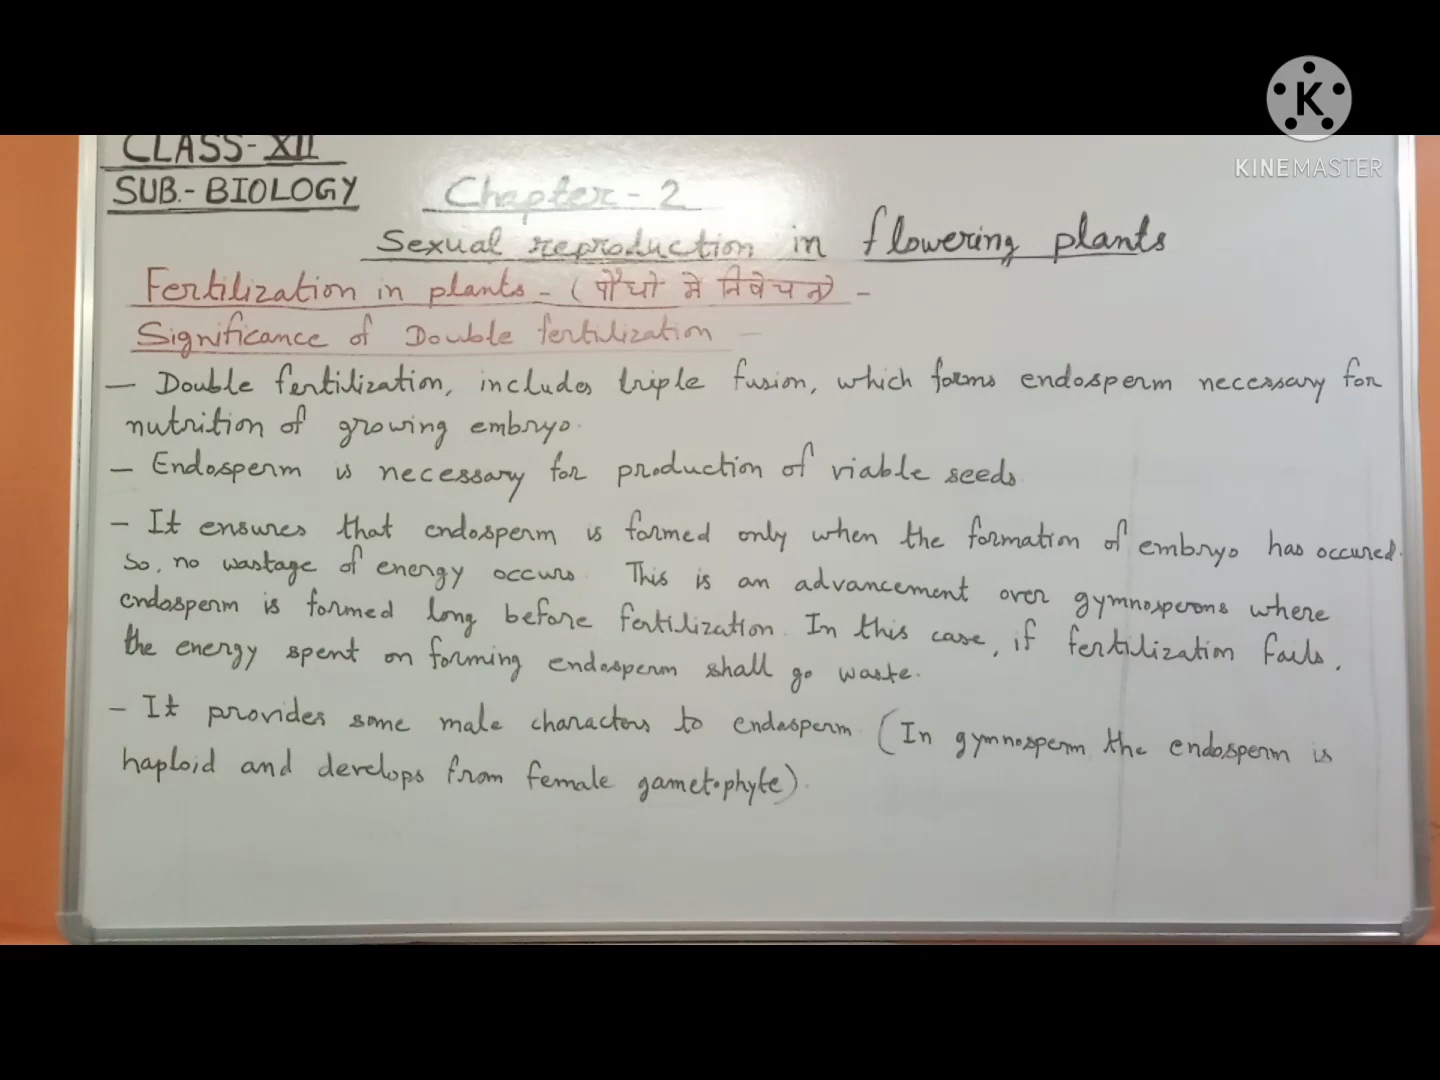 K
KINEMASTER
CLASS-XII
SUB.-BIOLOGY
Chapter-2
Sexual reproduction in flowering plants
Fertilization in plants - (पौधो मे निषेचन) -
Significance of Double fertilization -
- Double fertilization, includes triple fusion, which forms endosperm necessary for
nutrition of growing embryo.
- Endosperm is necessary for production of viable seeds
- It ensures that endosperm is formed only when the formation of embryo has occured.
So, no wastage of energy occurs. This is an advancement over gymnosperms where
endosperm is formed long before fertilization. In this case, if fertilization fails,
the energy spent on forming endosperm shall go waste.
- It provides some male charactors to endosperm (In gymnosperm the endosperm is
haploid and develops from female gametophyte).